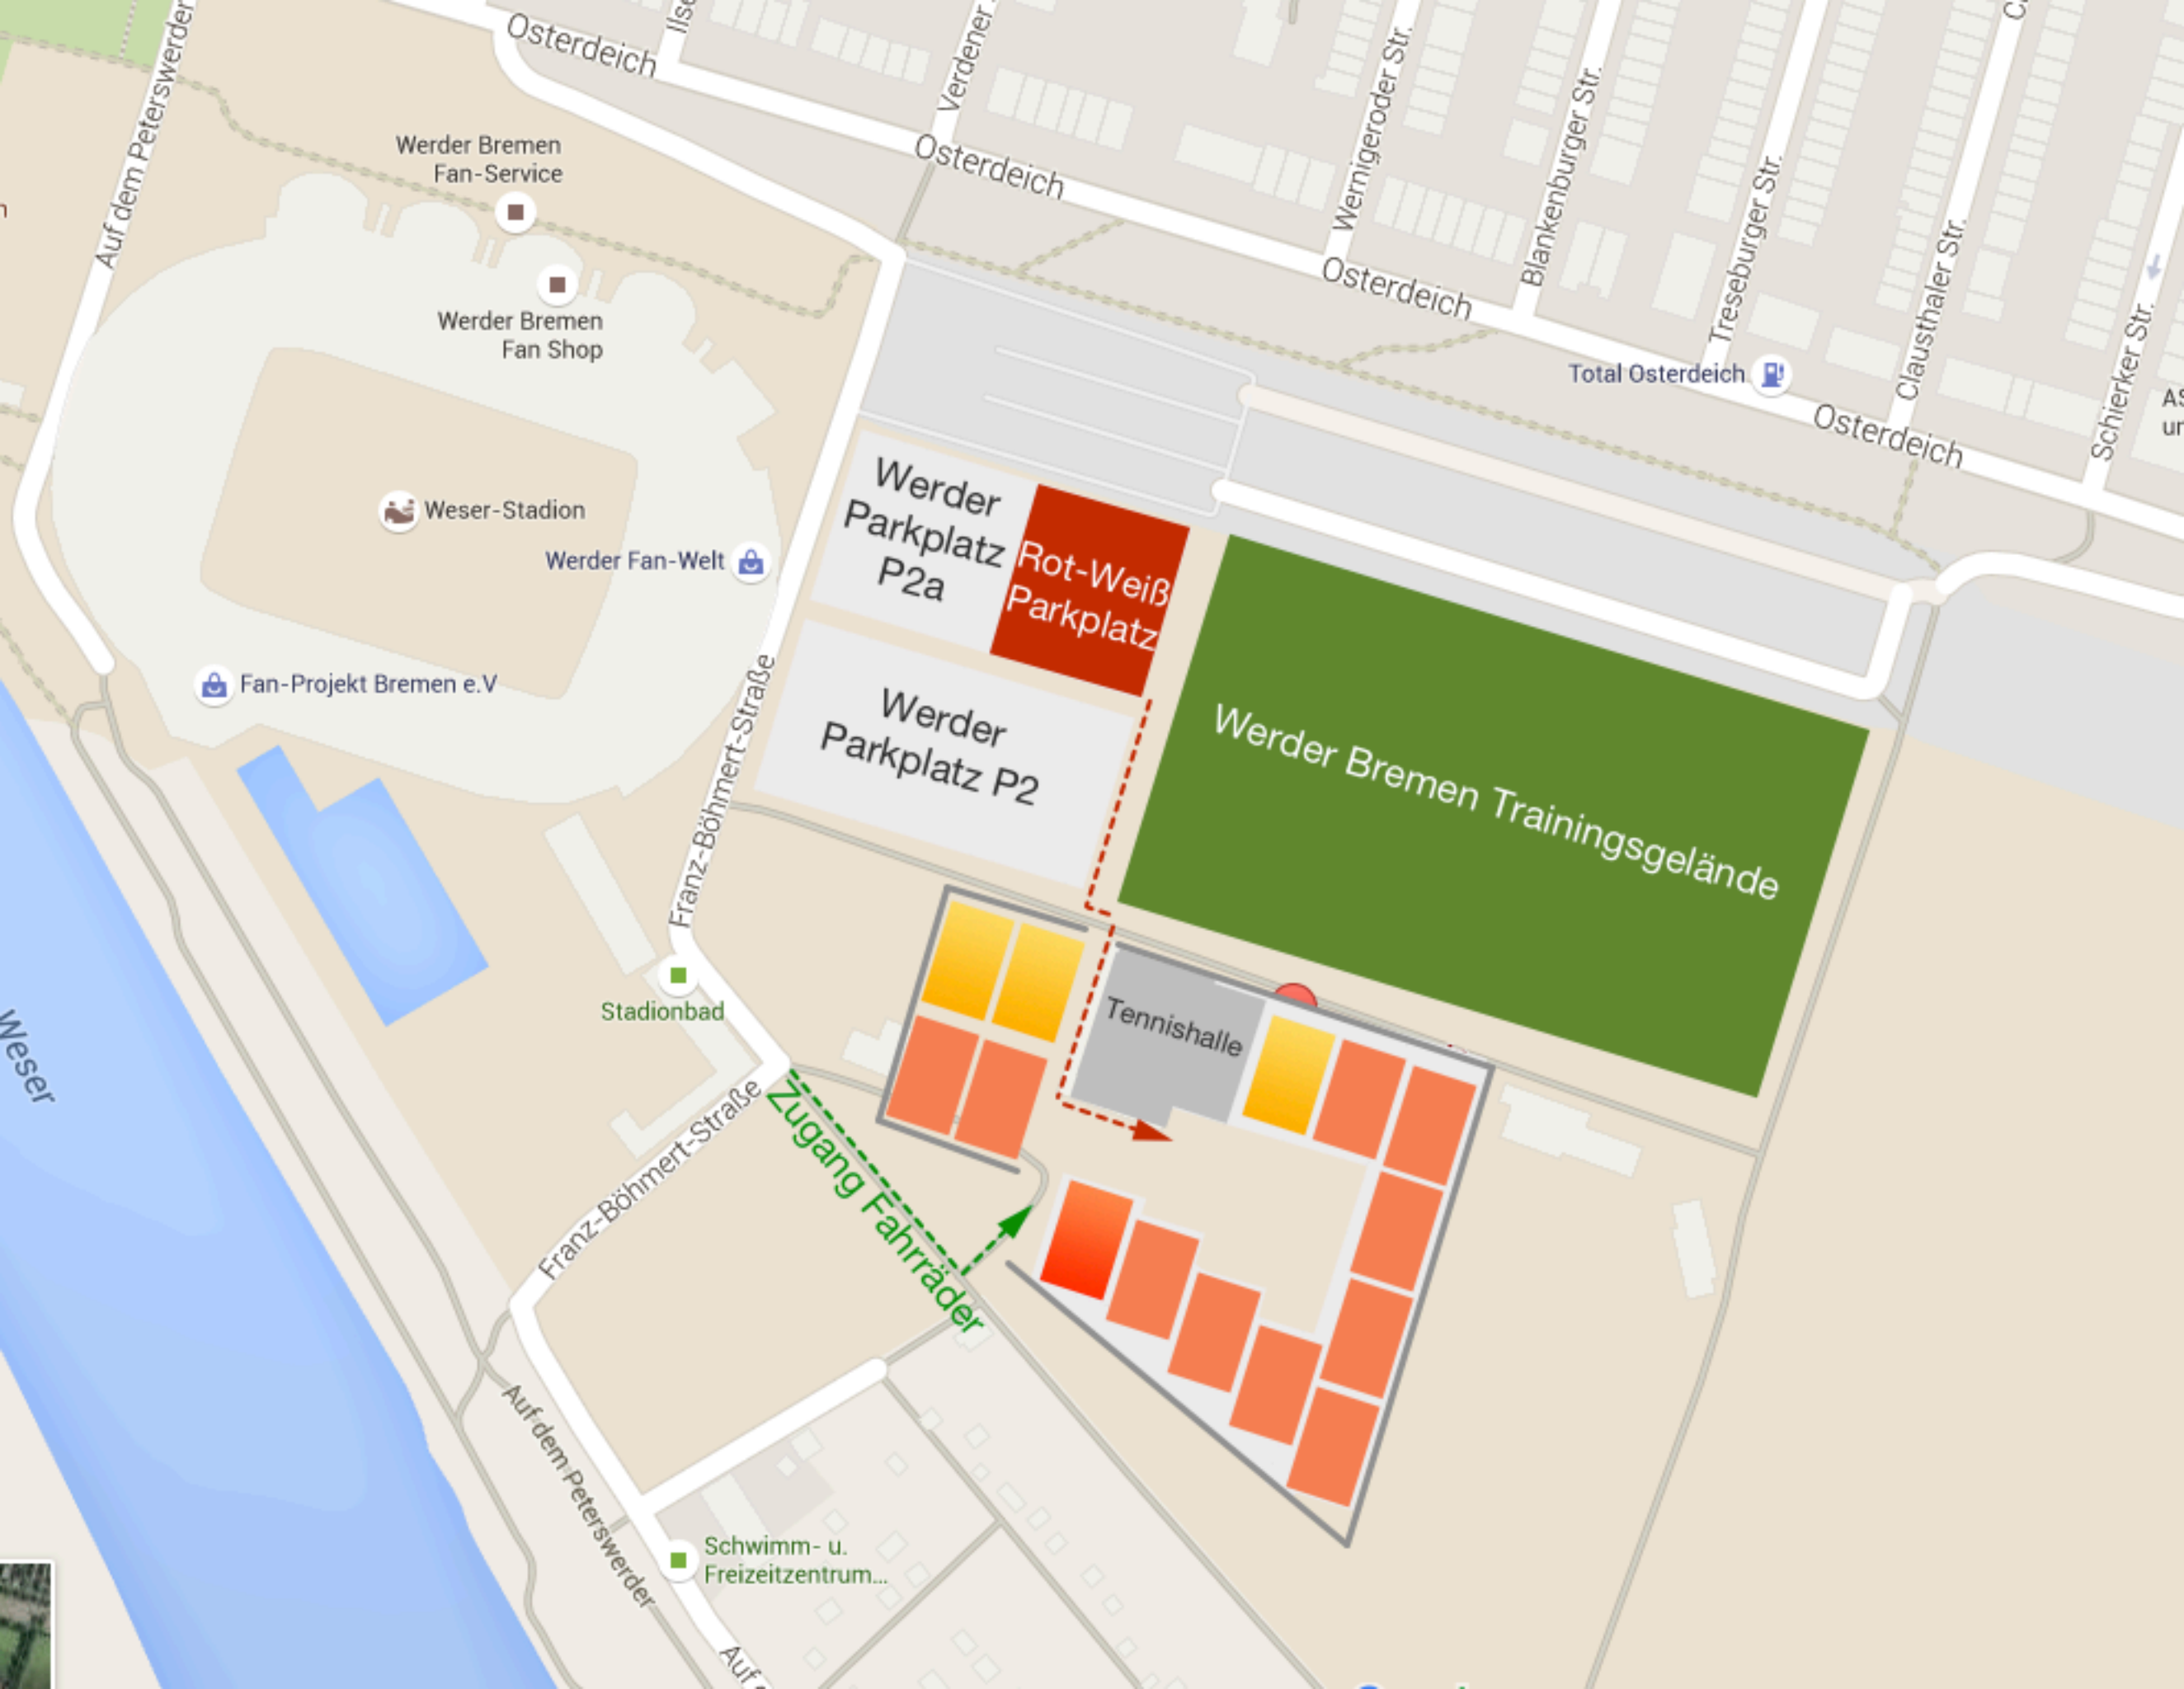 Auf dem Peterswerder
Osterdeich
Verdener
Osterdeich
Wernigeroder Str.
Blankenburger Str.
Treseburger Str.
Clausthaler Str.
Schierker Str.
Osterdeich
Osterdeich
Total Osterdeich
Werder Bremen
Fan-Service
Werder Bremen
Fan Shop
Weser-Stadion
Werder Fan-Welt
Fan-Projekt Bremen e.V
Werder
Parkplatz
P2a
Rot-Weiß
Parkplatz
Werder
Parkplatz P2
Werder Bremen Trainingsgelände
Franz-Böhmert-Straße
Stadionbad
Tennishalle
Zugang Fahrräder
Franz-Böhmert-Straße
Weser
Auf dem Peterswerder
Schwimm- u.
Freizeitzentrum...
Auf